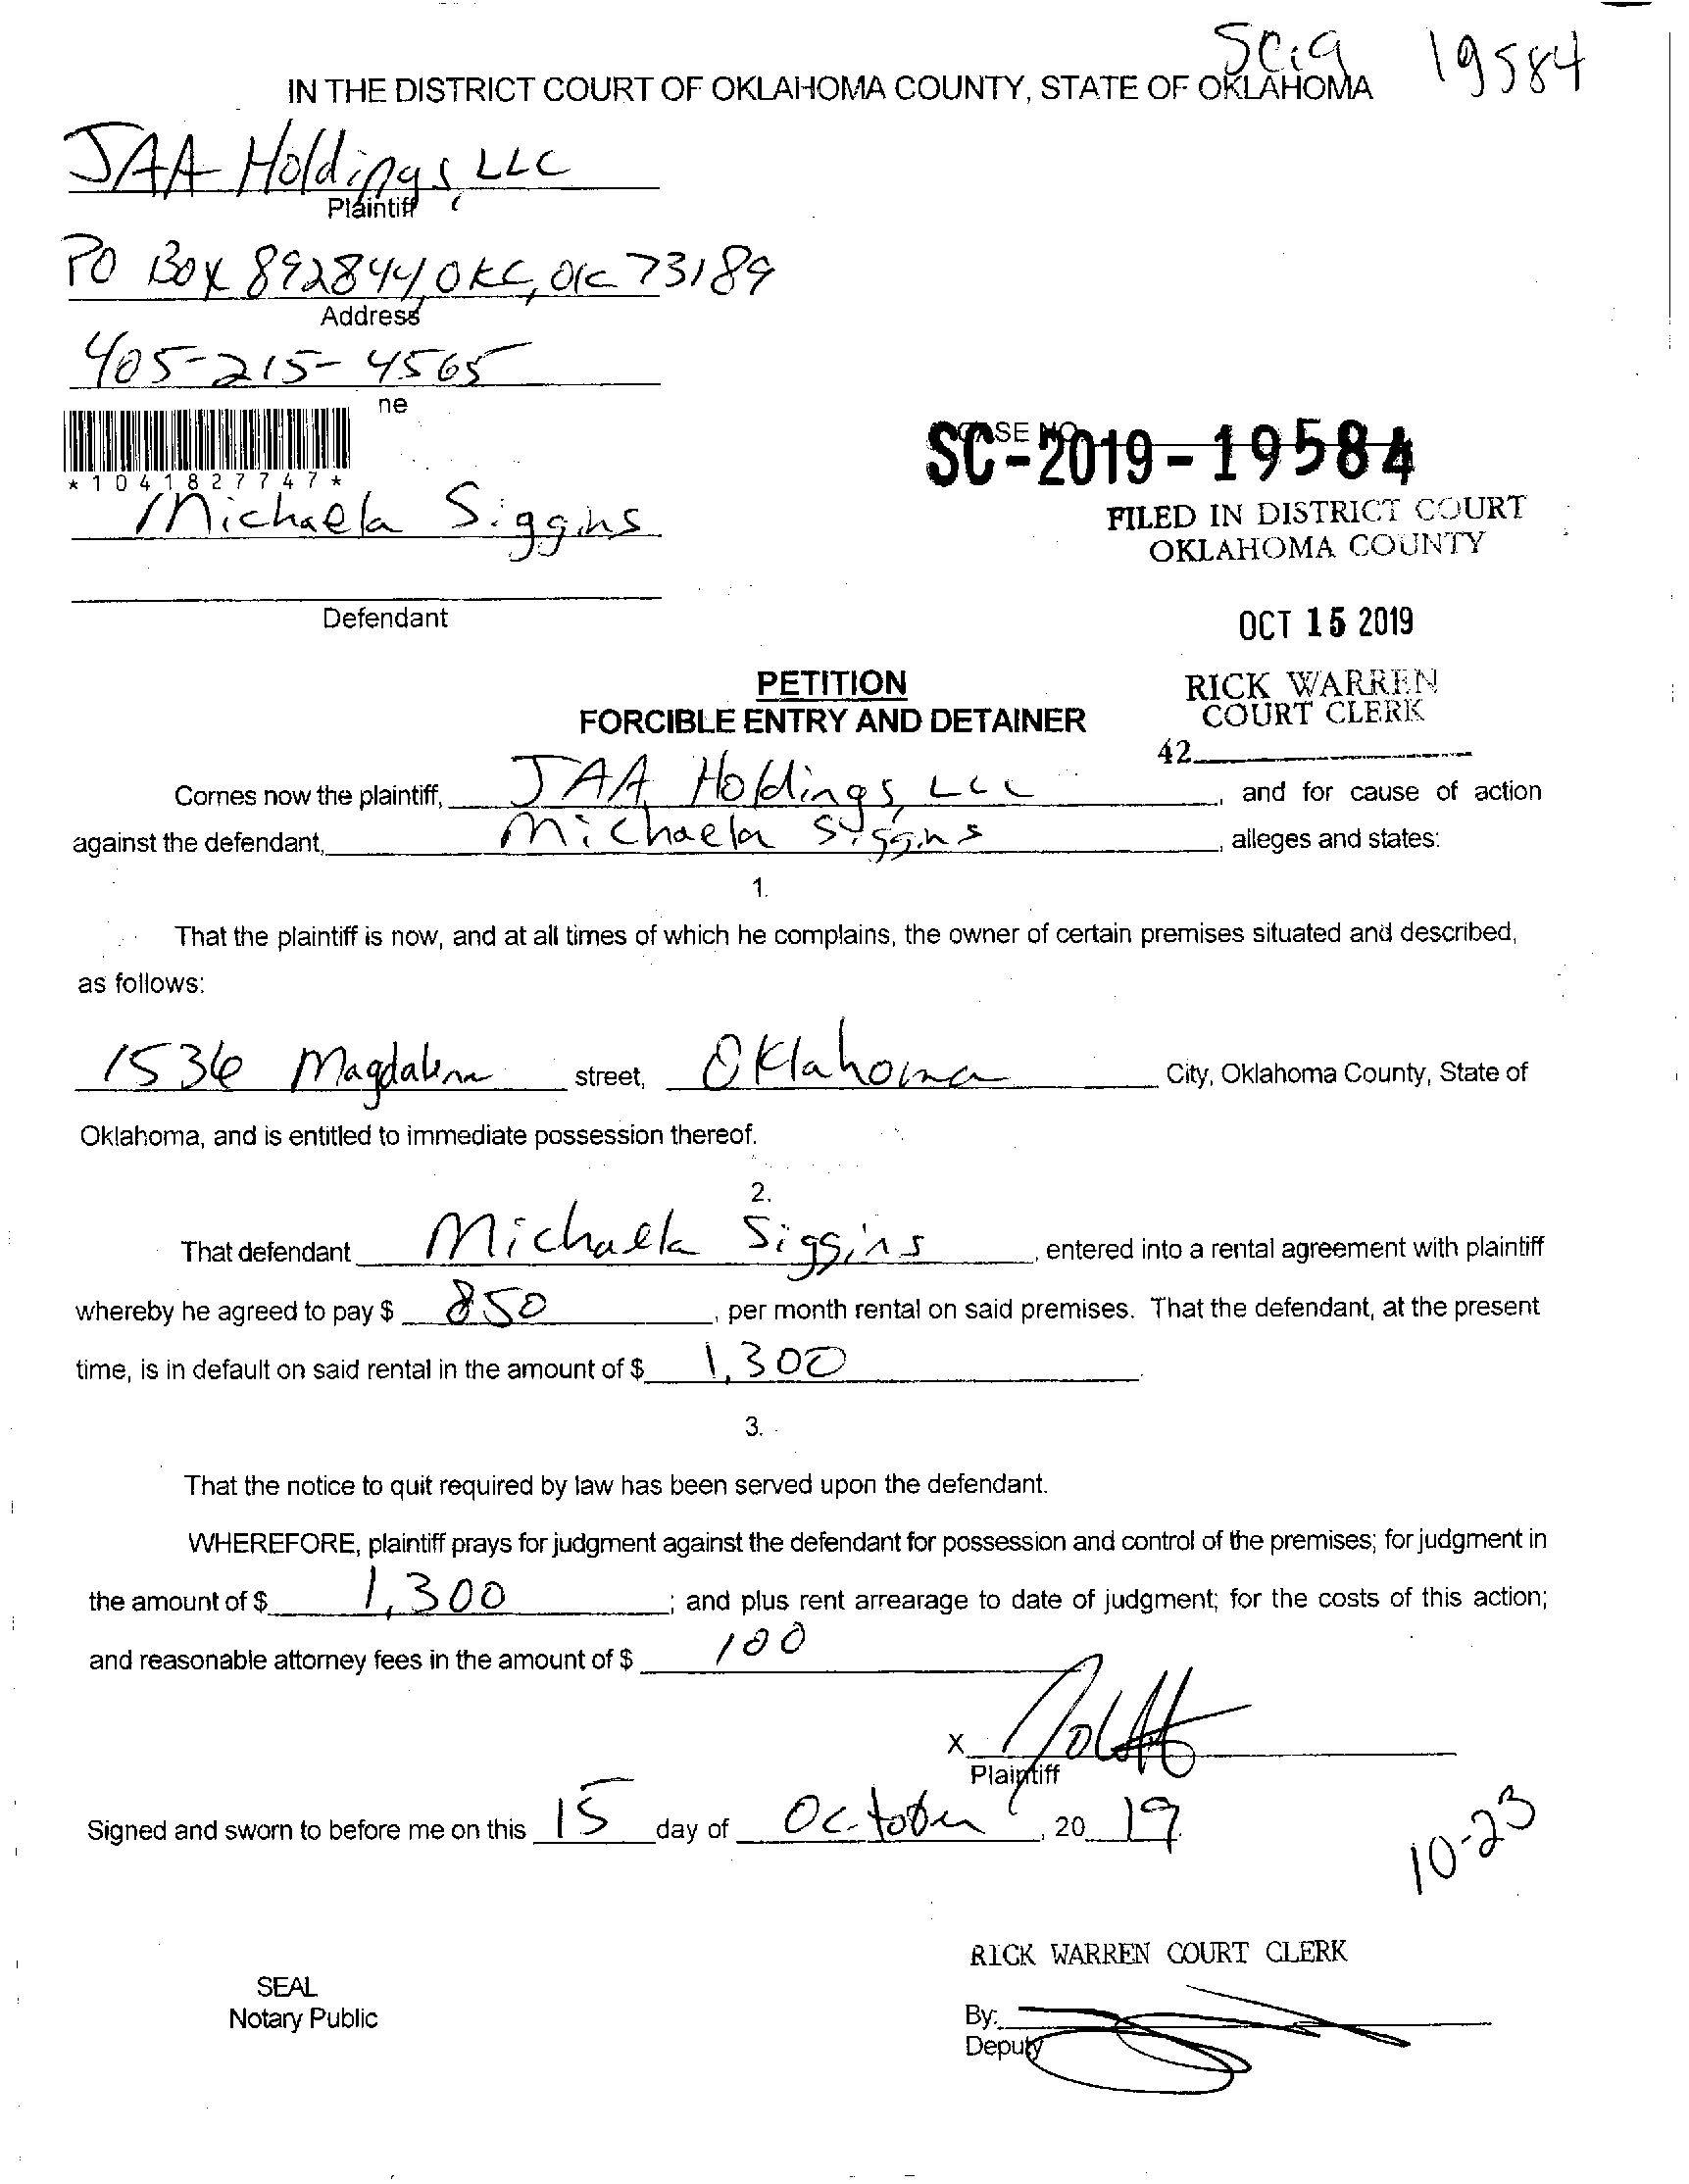 SC19 19584
IN THE DISTRICT COURT OF OKLAHOMA COUNTY, STATE OF OKLAHOMA
JAA Holdings, LLC
Plaintiff
PO Box 892844, OKC, OK 73189
Address
405-215-4565
ne
*1041827747*
CASE NO.
SC-2019-19584
Michaela Siggins
FILED IN DISTRICT COURT
OKLAHOMA COUNTY
Defendant
OCT 15 2019
PETITION
FORCIBLE ENTRY AND DETAINER
RICK WARREN
COURT CLERK
42
Comes now the plaintiff, JAA Holdings, LLC, and for cause of action
against the defendant, Michaela Siggins, alleges and states:
1.
That the plaintiff is now, and at all times of which he complains, the owner of certain premises situated and described,
as follows:
1536 Magdalena street, Oklahoma City, Oklahoma County, State of
Oklahoma, and is entitled to immediate possession thereof.
2.
That defendant Michaela Siggins, entered into a rental agreement with plaintiff
whereby he agreed to pay $ 850, per month rental on said premises. That the defendant, at the present
time, is in default on said rental in the amount of $ 1,300.
3.
That the notice to quit required by law has been served upon the defendant.
WHEREFORE, plaintiff prays for judgment against the defendant for possession and control of the premises; for judgment in
the amount of $ 1,300; and plus rent arrearage to date of judgment; for the costs of this action;
and reasonable attorney fees in the amount of $ 100
X
Plaintiff
Signed and sworn to before me on this 15 day of October, 20 19.
10-23
RICK WARREN COURT CLERK
SEAL
Notary Public
By:
Deputy